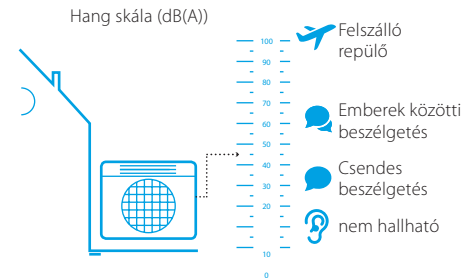 Hang skála (dB(A))
100
90
80
70
60
50
40
30
20
10
0
Felszálló
repülő
Emberek közötti
beszélgetés
Csendes
beszélgetés
nem hallható